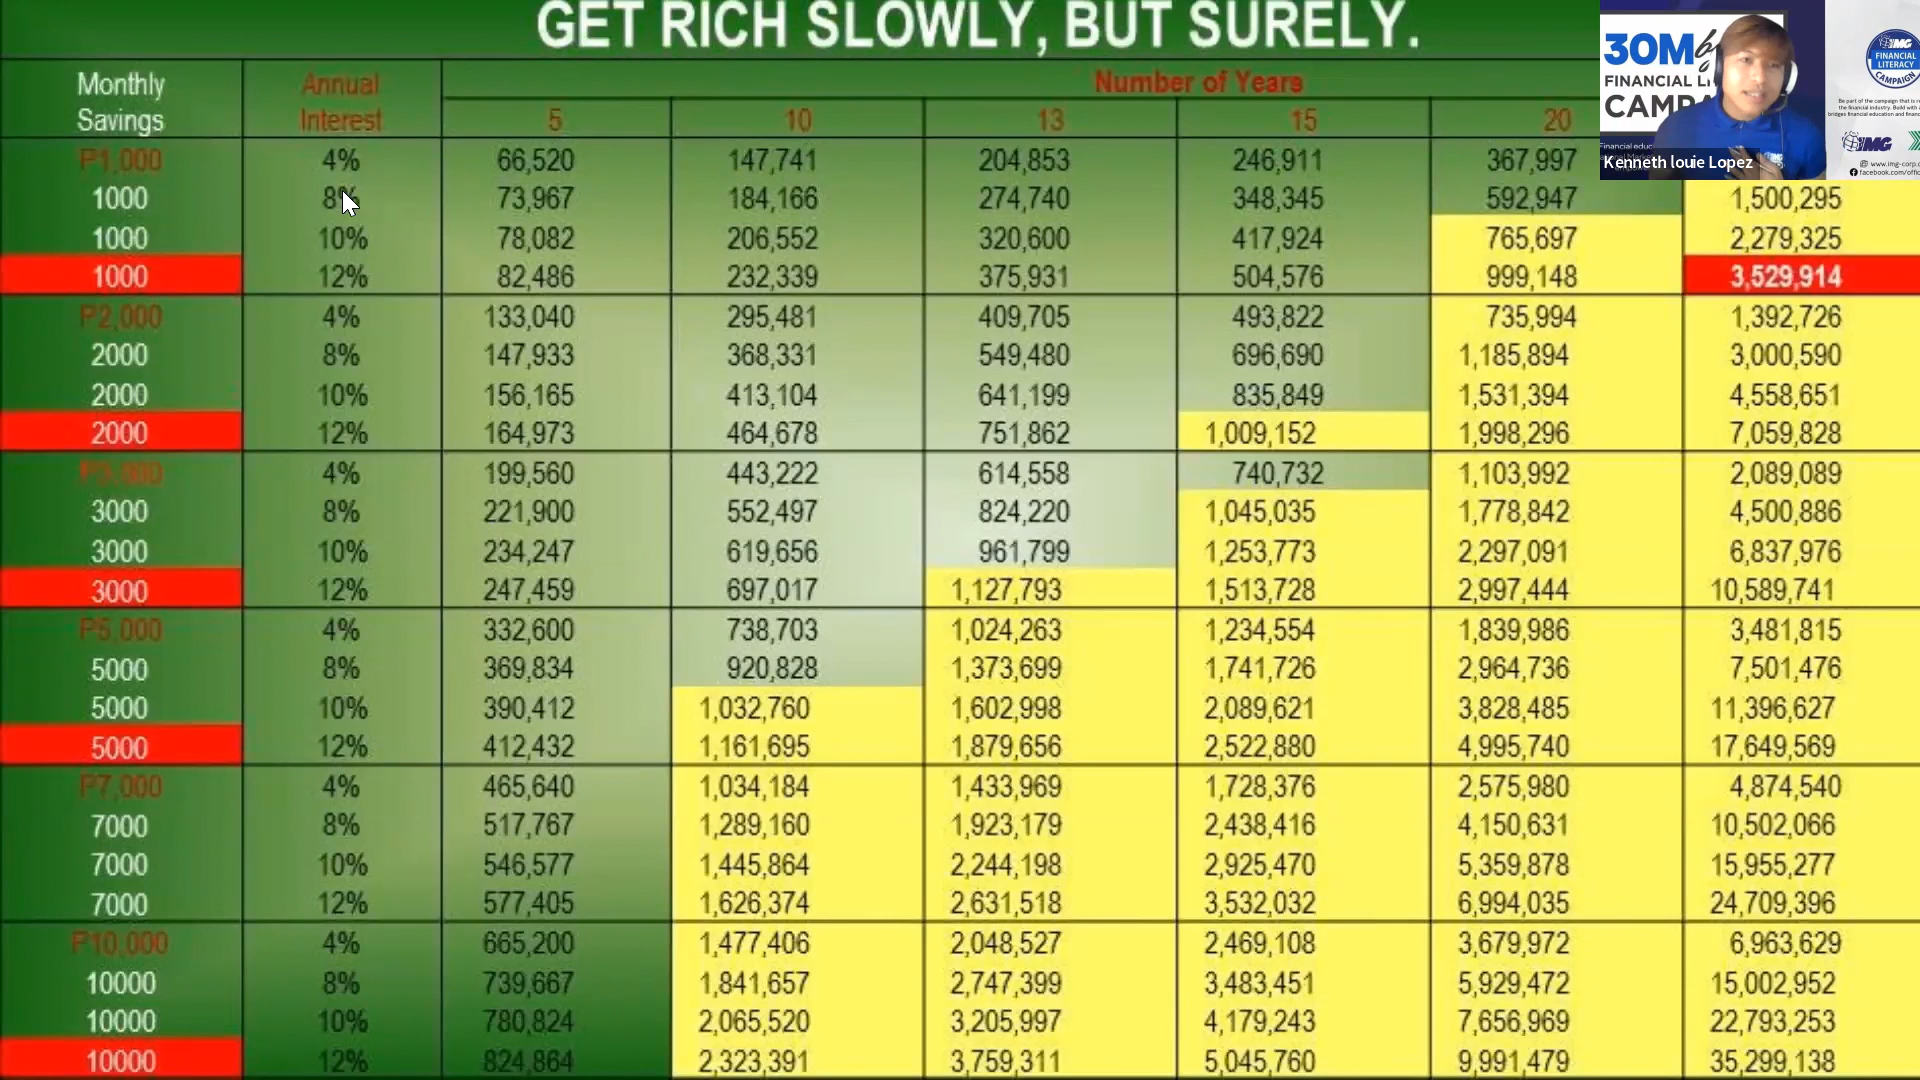 GET RICH SLOWLY, BUT SURELY.
Monthly Savings Annual Interest Number of Years
5 10 13 15 20
P1,000 4% 66,520 147,741 204,853 246,911 367,997
1000 8% 73,967 184,166 274,740 348,345 592,947 1,500,295
1000 10% 78,082 206,552 320,600 417,924 765,697 2,279,325
1000 12% 82,486 232,339 375,931 504,576 999,148 3,529,914
P2,000 4% 133,040 295,481 409,705 493,822 735,994 1,392,726
2000 8% 147,933 368,331 549,480 696,690 1,185,894 3,000,590
2000 10% 156,165 413,104 641,199 835,849 1,531,394 4,558,651
2000 12% 164,973 464,678 751,862 1,009,152 1,998,296 7,059,828
P3,000 4% 199,560 443,222 614,558 740,732 1,103,992 2,089,089
3000 8% 221,900 552,497 824,220 1,045,035 1,778,842 4,500,886
3000 10% 234,247 619,656 961,799 1,253,773 2,297,091 6,837,976
3000 12% 247,459 697,017 1,127,793 1,513,728 2,997,444 10,589,741
P5,000 4% 332,600 738,703 1,024,263 1,234,554 1,839,986 3,481,815
5000 8% 369,834 920,828 1,373,699 1,741,726 2,964,736 7,501,476
5000 10% 390,412 1,032,760 1,602,998 2,089,621 3,828,485 11,396,627
5000 12% 412,432 1,161,695 1,879,656 2,522,880 4,995,740 17,649,569
P7,000 4% 465,640 1,034,184 1,433,969 1,728,376 2,575,980 4,874,540
7000 8% 517,767 1,289,160 1,923,179 2,438,416 4,150,631 10,502,066
7000 10% 546,577 1,445,864 2,244,198 2,925,470 5,359,878 15,955,277
7000 12% 577,405 1,626,374 2,631,518 3,532,032 6,994,035 24,709,396
P10,000 4% 665,200 1,477,406 2,048,527 2,469,108 3,679,972 6,963,629
10000 8% 739,667 1,841,657 2,747,399 3,483,451 5,929,472 15,002,952
10000 10% 780,824 2,065,520 3,205,997 4,179,243 7,656,969 22,793,253
10000 12% 824,864 2,323,391 3,759,311 5,045,760 9,991,479 35,299,138
30M
FINANCIAL
Kenneth louie Lopez
IMG
FINANCIAL
LITERACY
CAMPAIGN
IMG